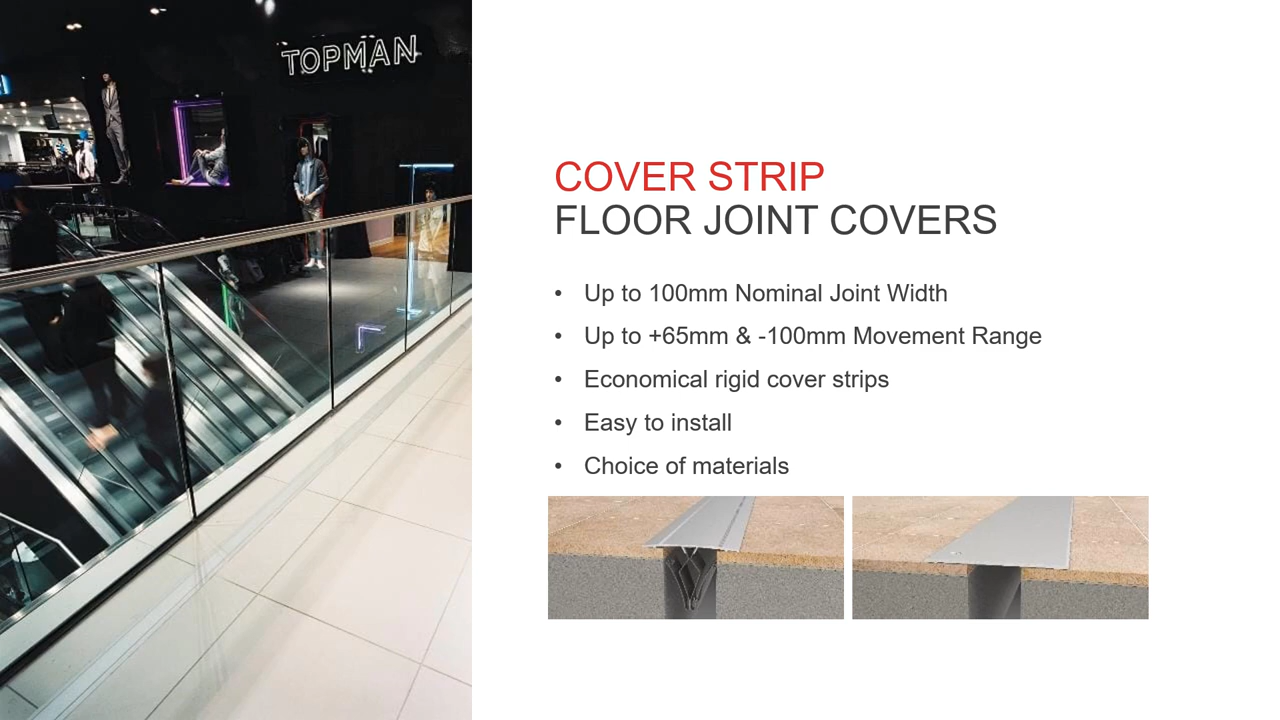 TOPMAN
COVER STRIP
FLOOR JOINT COVERS
• Up to 100mm Nominal Joint Width
• Up to +65mm & -100mm Movement Range
• Economical rigid cover strips
• Easy to install
• Choice of materials